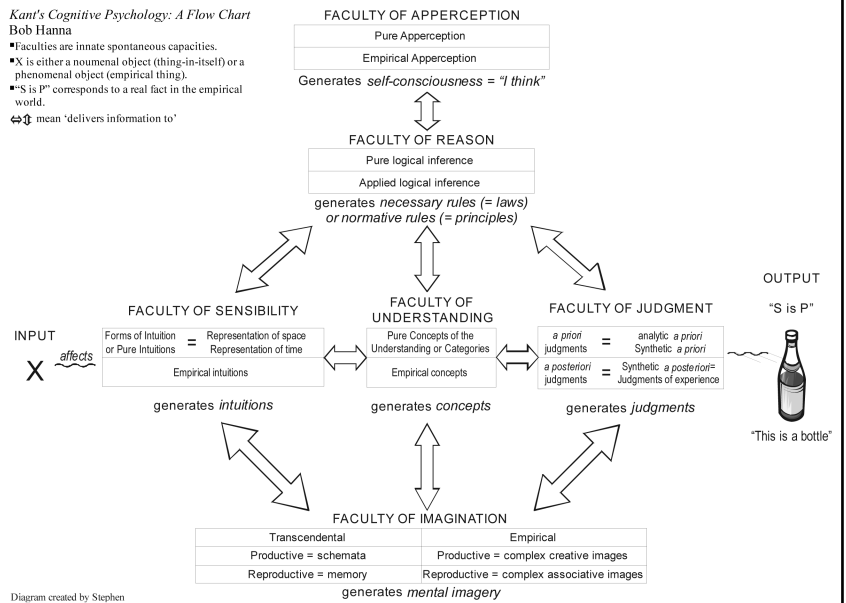 Kant's Cognitive Psychology: A Flow Chart
Bob Hanna
▪Faculties are innate spontaneous capacities.
▪X is either a noumenal object (thing-in-itself) or a
phenomenal object (empirical thing).
▪“S is P” corresponds to a real fact in the empirical
world.
⬄⇳ mean ‘delivers information to’
FACULTY OF APPERCEPTION
Pure Apperception
Empirical Apperception
Generates self-consciousness = “I think”
FACULTY OF REASON
Pure logical inference
Applied logical inference
generates necessary rules (= laws)
or normative rules (= principles)
INPUT
X
affects
FACULTY OF SENSIBILITY
Forms of Intuition
or Pure Intuitions
=
Representation of space
Representation of time
Empirical intuitions
generates intuitions
FACULTY OF
UNDERSTANDING
Pure Concepts of the
Understanding or Categories
Empirical concepts
generates concepts
FACULTY OF JUDGMENT
a priori
judgments
=
analytic a priori
Synthetic a priori
a posteriori
judgments
=
Synthetic a posteriori=
Judgments of experience
generates judgments
OUTPUT
“S is P”
“This is a bottle”
FACULTY OF IMAGINATION
Transcendental
Empirical
Productive = schemata
Productive = complex creative images
Reproductive = memory
Reproductive = complex associative images
generates mental imagery
Diagram created by Stephen